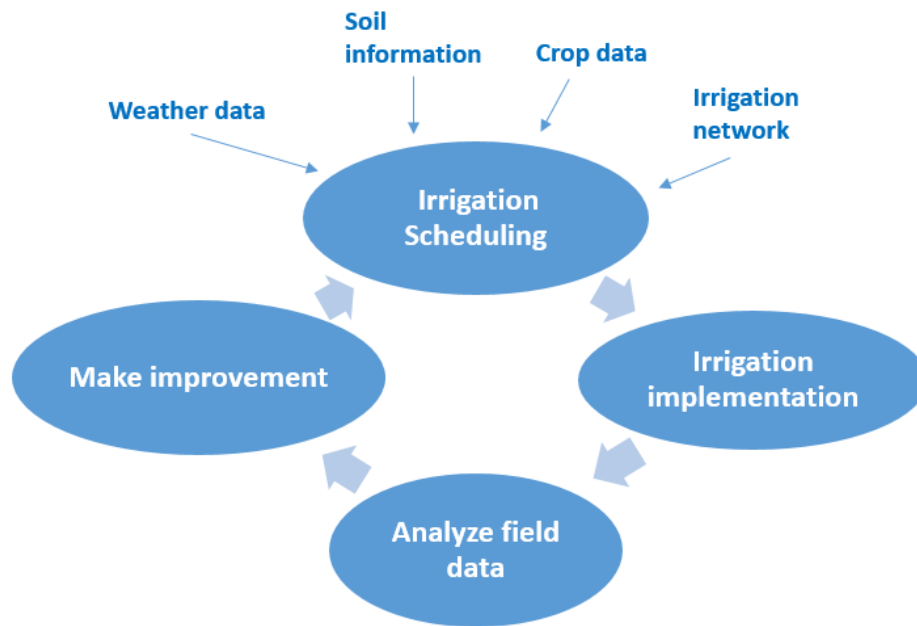 Soil
information
Crop data
Weather data
Irrigation
network
Irrigation
Scheduling
Make improvement
Irrigation
implementation
Analyze field
data